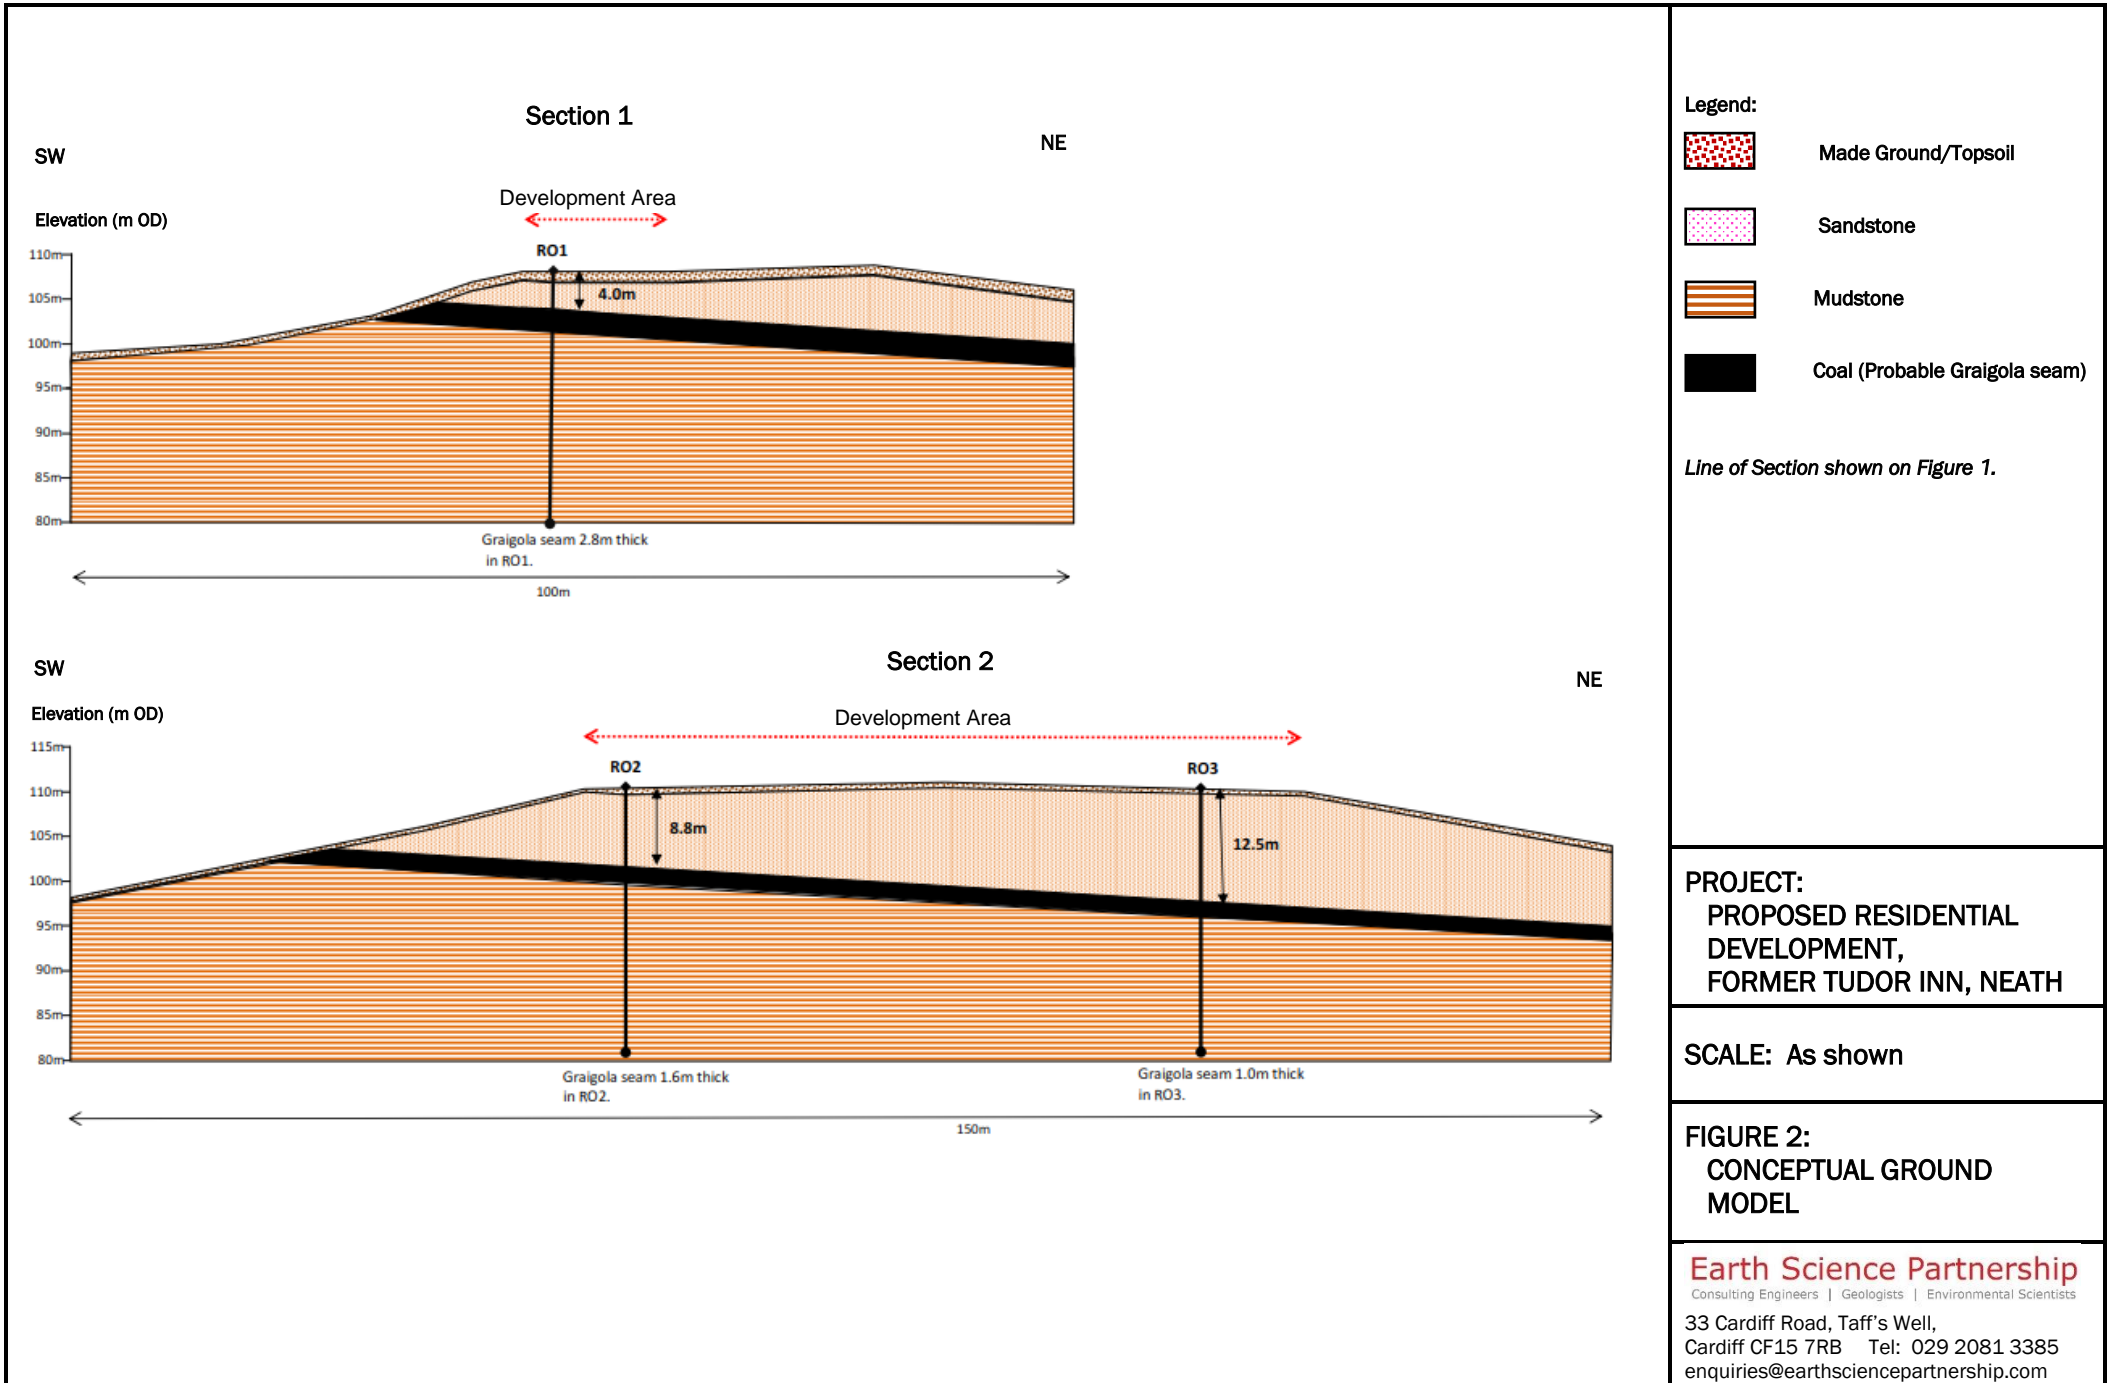 Section 1
SW
NE
Development Area
Elevation (m OD)
RO1
110m
105m
100m
95m
90m
85m
80m
4.0m
Graigola seam 2.8m thick
in RO1.
100m
Section 2
SW
NE
Elevation (m OD)
Development Area
RO2
RO3
115m
110m
105m
100m
95m
90m
85m
80m
8.8m
12.5m
Graigola seam 1.6m thick
in RO2.
Graigola seam 1.0m thick
in RO3.
150m
Legend:
Made Ground/Topsoil
Sandstone
Mudstone
Coal (Probable Graigola seam)
Line of Section shown on Figure 1.
PROJECT:
PROPOSED RESIDENTIAL
DEVELOPMENT,
FORMER TUDOR INN, NEATH
SCALE: As shown
FIGURE 2:
CONCEPTUAL GROUND
MODEL
Earth Science Partnership
Consulting Engineers | Geologists | Environmental Scientists
33 Cardiff Road, Taff's Well,
Cardiff CF15 7RB Tel: 029 2081 3385
enquiries@earthsciencepartnership.com